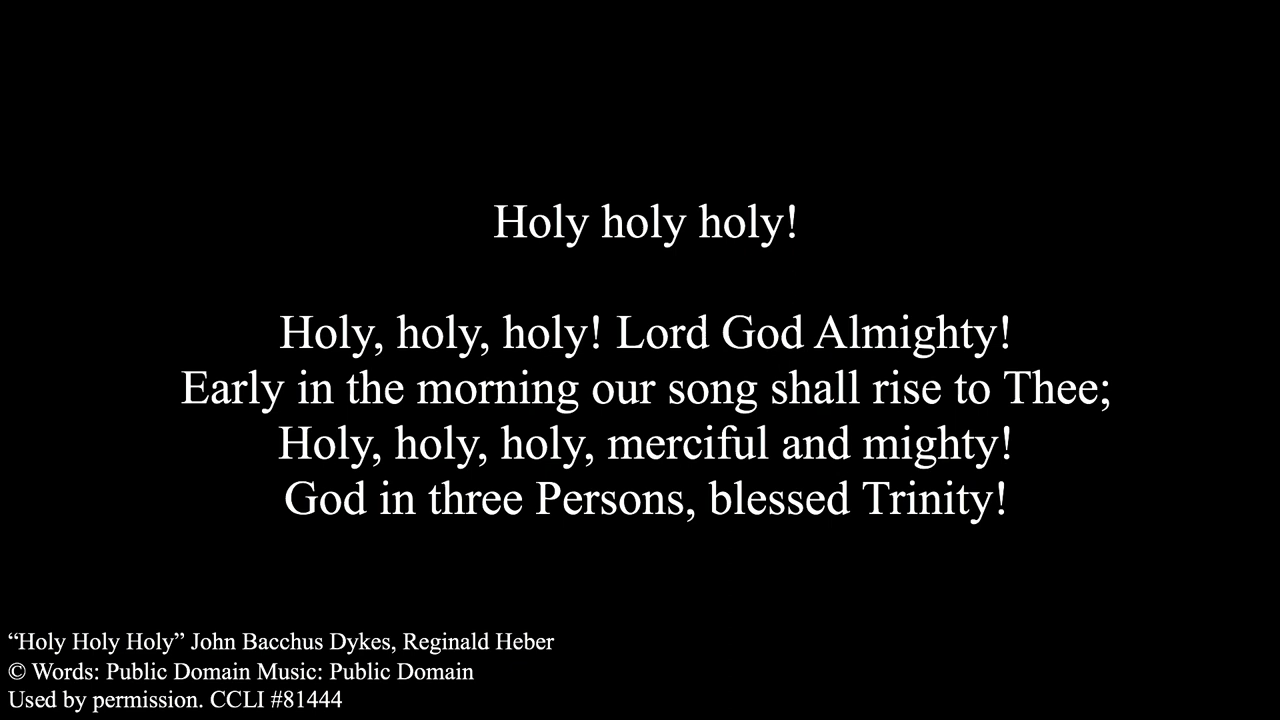 Holy holy holy!
Holy, holy, holy! Lord God Almighty!
Early in the morning our song shall rise to Thee;
Holy, holy, holy, merciful and mighty!
God in three Persons, blessed Trinity!
“Holy Holy Holy” John Bacchus Dykes, Reginald Heber
© Words: Public Domain Music: Public Domain
Used by permission. CCLI #81444